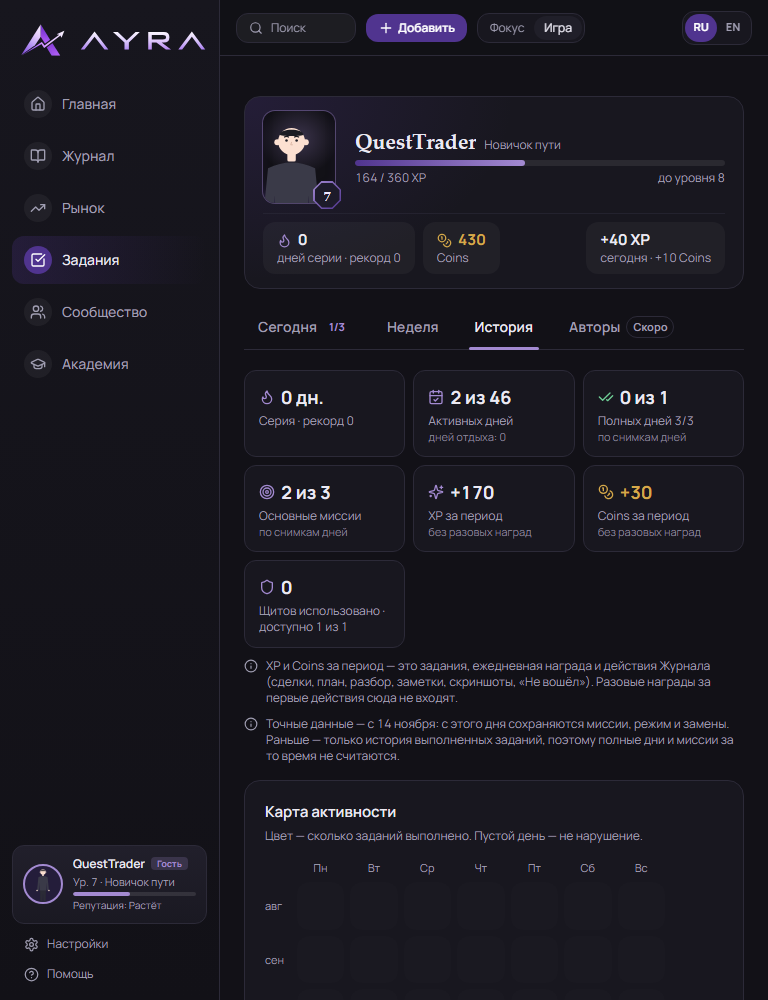 AYRA
Поиск
Добавить
Фокус
Игра
RU
EN
Главная
Журнал
Рынок
Задания
Сообщество
Академия
QuestTrader
Гость
Ур. 7 · Новичок пути
Репутация: Растёт
Настройки
Помощь
7
QuestTrader Новичок пути
164 / 360 XP
до уровня 8
0
дней серии · рекорд 0
430
Coins
+40 XP
сегодня · +10 Coins
Сегодня 1/3
Неделя
История
Авторы Скоро
0 дн.
Серия · рекорд 0
2 из 46
Активных дней
дней отдыха: 0
0 из 1
Полных дней 3/3
по снимкам дней
2 из 3
Основные миссии
по снимкам дней
+170
XP за период
без разовых наград
+30
Coins за период
без разовых наград
0
Щитов использовано ·
доступно 1 из 1
XP и Coins за период — это задания, ежедневная награда и действия Журнала
(сделки, план, разбор, заметки, скриншоты, «Не вошёл»). Разовые награды за
первые действия сюда не входят.
Точные данные — с 14 ноября: с этого дня сохраняются миссии, режим и замены.
Раньше — только история выполненных заданий, поэтому полные дни и миссии за
то время не считаются.
Карта активности
Цвет — сколько заданий выполнено. Пустой день — не нарушение.
Пн Вт Ср Чт Пт Сб Вс
авг
сен